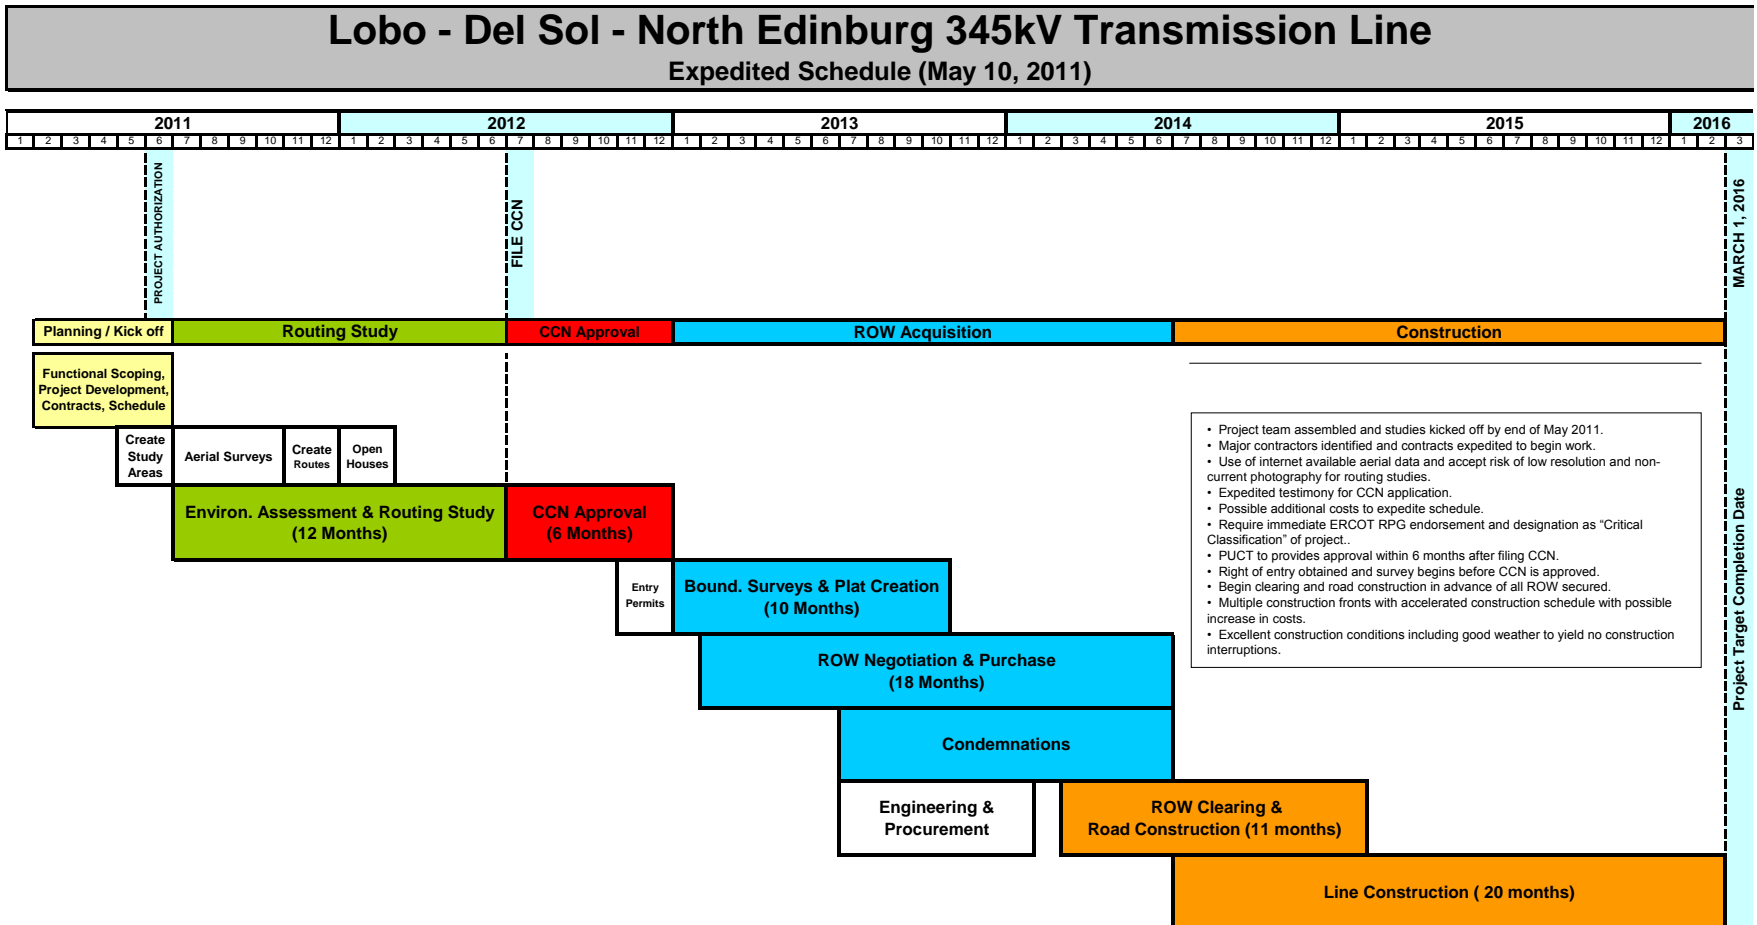 Lobo - Del Sol - North Edinburg 345kV Transmission Line
Expedited Schedule (May 10, 2011)
2011 2012 2013 2014 2015 2016
1 2 3 4 5 6 7 8 9 10 11 12 1 2 3 4 5 6 7 8 9 10 11 12 1 2 3 4 5 6 7 8 9 10 11 12 1 2 3 4 5 6 7 8 9 10 11 12 1 2 3 4 5 6 7 8 9 10 11 12 1 2 3
PROJECT AUTHORIZATION
FILE CCN
MARCH 1, 2016
Planning / Kick off Routing Study CCN Approval ROW Acquisition Construction
Functional Scoping,
Project Development,
Contracts, Schedule
Create
Study
Areas
Aerial Surveys
Create
Routes
Open
Houses
Environ. Assessment & Routing Study
(12 Months)
CCN Approval
(6 Months)
Entry
Permits
Bound. Surveys & Plat Creation
(10 Months)
ROW Negotiation & Purchase
(18 Months)
Condemnations
Engineering &
Procurement
ROW Clearing &
Road Construction (11 months)
Line Construction ( 20 months)
• Project team assembled and studies kicked off by end of May 2011.
• Major contractors identified and contracts expedited to begin work.
• Use of internet available aerial data and accept risk of low resolution and non-
current photography for routing studies.
• Expedited testimony for CCN application.
• Possible additional costs to expedite schedule.
• Require immediate ERCOT RPG endorsement and designation as “Critical
Classification” of project..
• PUCT to provides approval within 6 months after filing CCN.
• Right of entry obtained and survey begins before CCN is approved.
• Begin clearing and road construction in advance of all ROW secured.
• Multiple construction fronts with accelerated construction schedule with possible
increase in costs.
• Excellent construction conditions including good weather to yield no construction
interruptions.
Project Target Completion Date